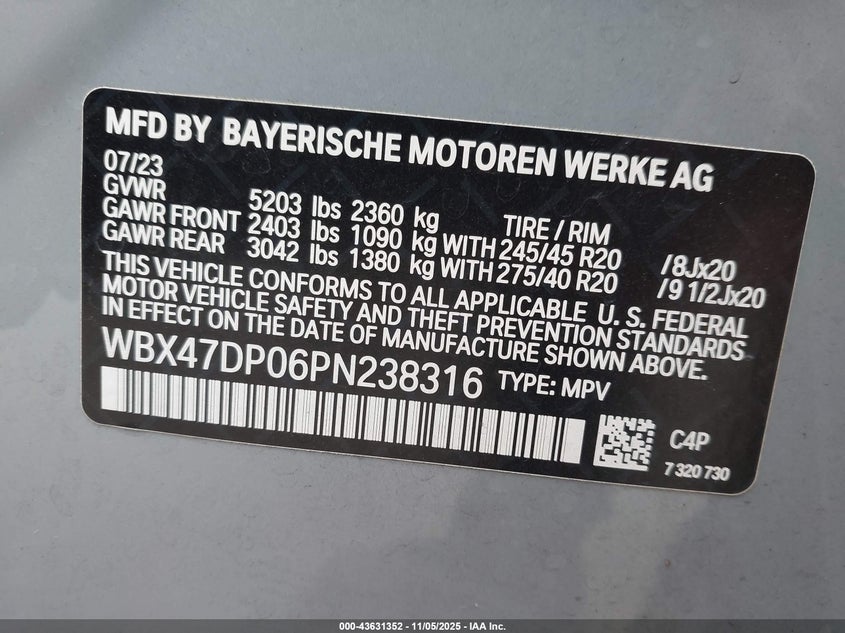 MFD BY BAYERISCHE MOTOREN WERKE AG
07/23
GVWR 5203 lbs 2360 kg TIRE / RIM
GAWR FRONT 2403 lbs 1090 kg WITH 245/45 R20 /8Jx20
GAWR REAR 3042 lbs 1380 kg WITH 275/40 R20 /9 1/2Jx20
THIS VEHICLE CONFORMS TO ALL APPLICABLE U. S. FEDERAL
MOTOR VEHICLE SAFETY AND THEFT PREVENTION STANDARDS
IN EFFECT ON THE DATE OF MANUFACTURE SHOWN ABOVE.
WBX47DP06PN238316 TYPE: MPV
C4P
7 320 730
000-43631352 - 11/05/2025 - IAA Inc.